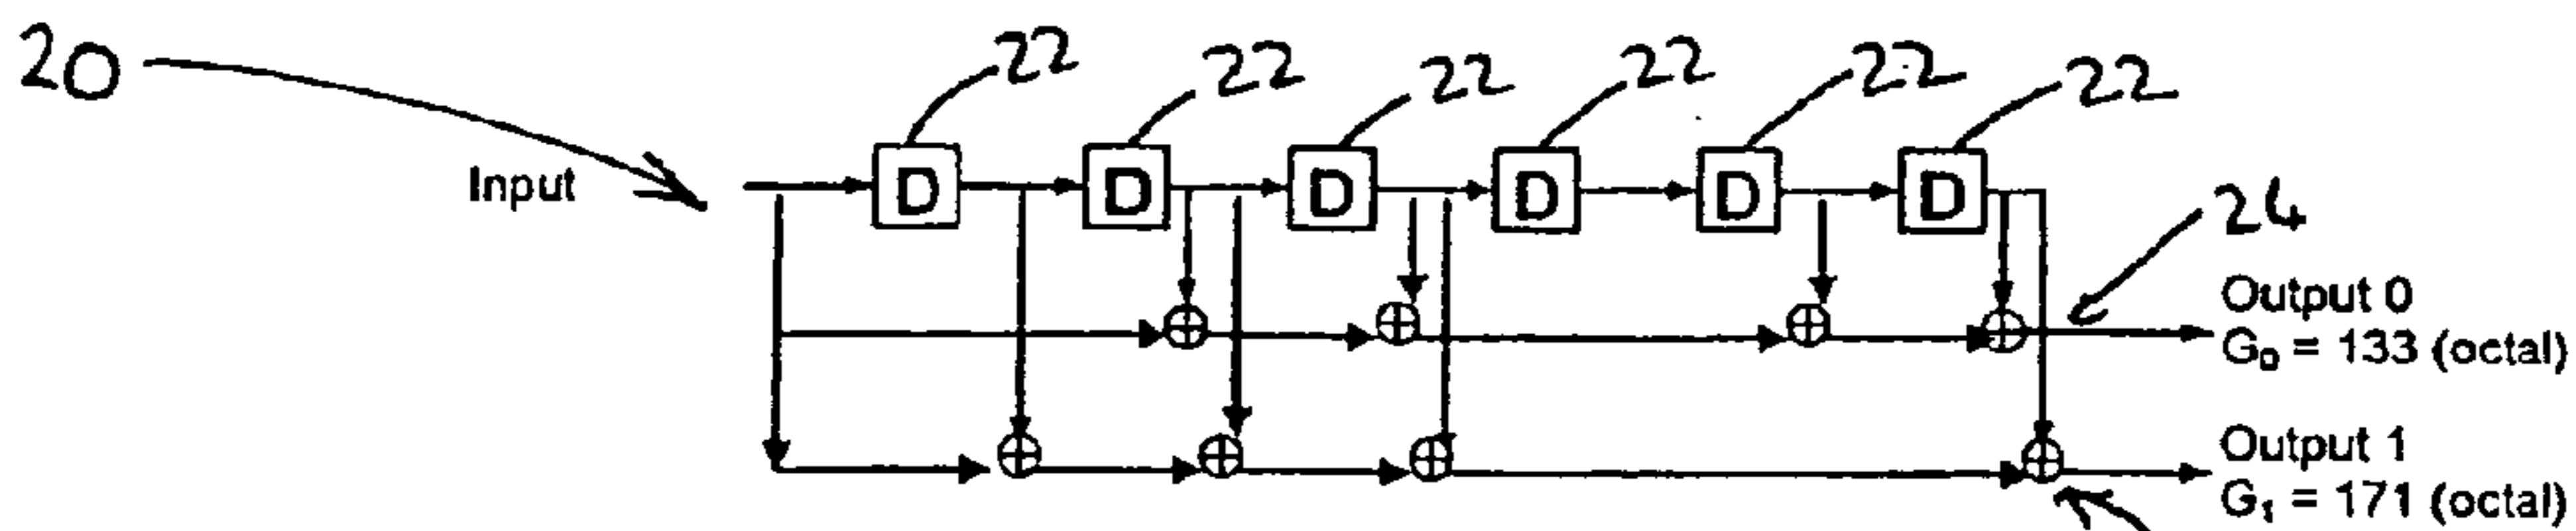 20
22 22 22 22 22 22
Input
D D D D D D
24
Output 0
G₀ = 133 (octal)
Output 1
G₁ = 171 (octal)